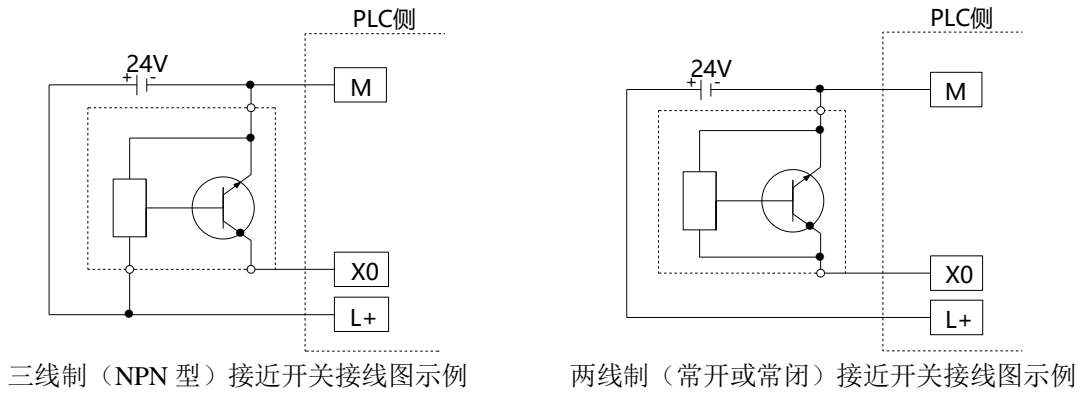 PLC侧
24V
+ -
M
X0
L+
三线制（NPN 型）接近开关接线图示例
PLC侧
24V
+ -
M
X0
L+
两线制（常开或常闭）接近开关接线图示例